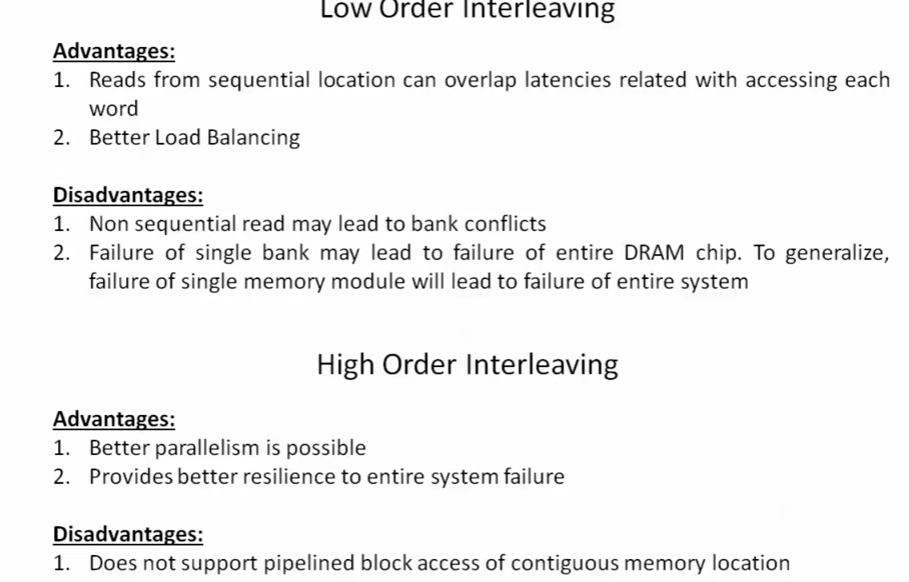 Low Order Interleaving
Advantages:
1. Reads from sequential location can overlap latencies related with accessing each
word
2. Better Load Balancing
Disadvantages:
1. Non sequential read may lead to bank conflicts
2. Failure of single bank may lead to failure of entire DRAM chip. To generalize,
failure of single memory module will lead to failure of entire system
High Order Interleaving
Advantages:
1. Better parallelism is possible
2. Provides better resilience to entire system failure
Disadvantages:
1. Does not support pipelined block access of contiguous memory location